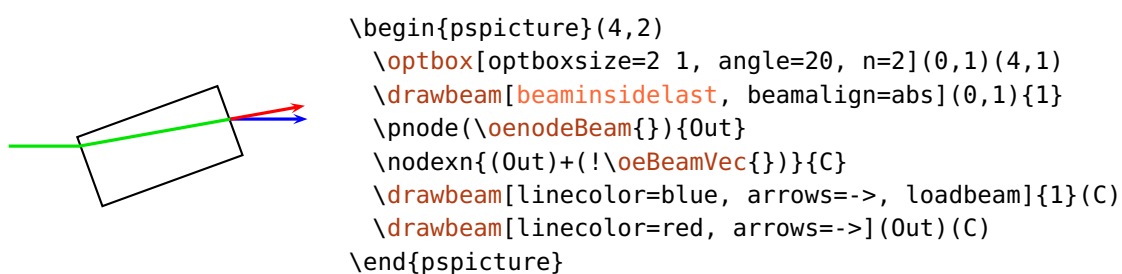 \begin{pspicture}(4,2)
\optbox[optboxsize=2 1, angle=20, n=2](0,1)(4,1)
\drawbeam[beaminsidelast, beamalign=abs](0,1){1}
\pnode(\oenodeBeam{}){Out}
\nodexn{(Out)+(!\oeBeamVec{})}{C}
\drawbeam[linecolor=blue, arrows=->, loadbeam]{1}(C)
\drawbeam[linecolor=red, arrows=->](Out)(C)
\end{pspicture}